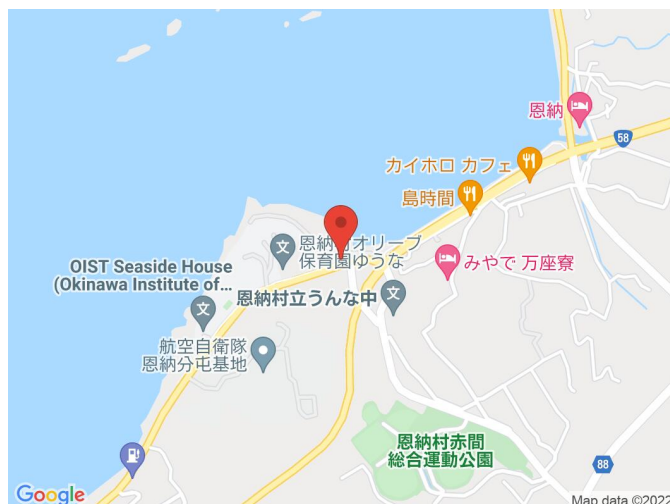 恩納
58
カイホロ カフェ
島時間
恩納村オリーブ
保育園ゆうな
OIST Seaside House
(Okinawa Institute of...
みやで 万座寮
恩納村立うんな中
航空自衛隊
恩納分屯基地
恩納村赤間
総合運動公園
88
Google
Map data ©2022